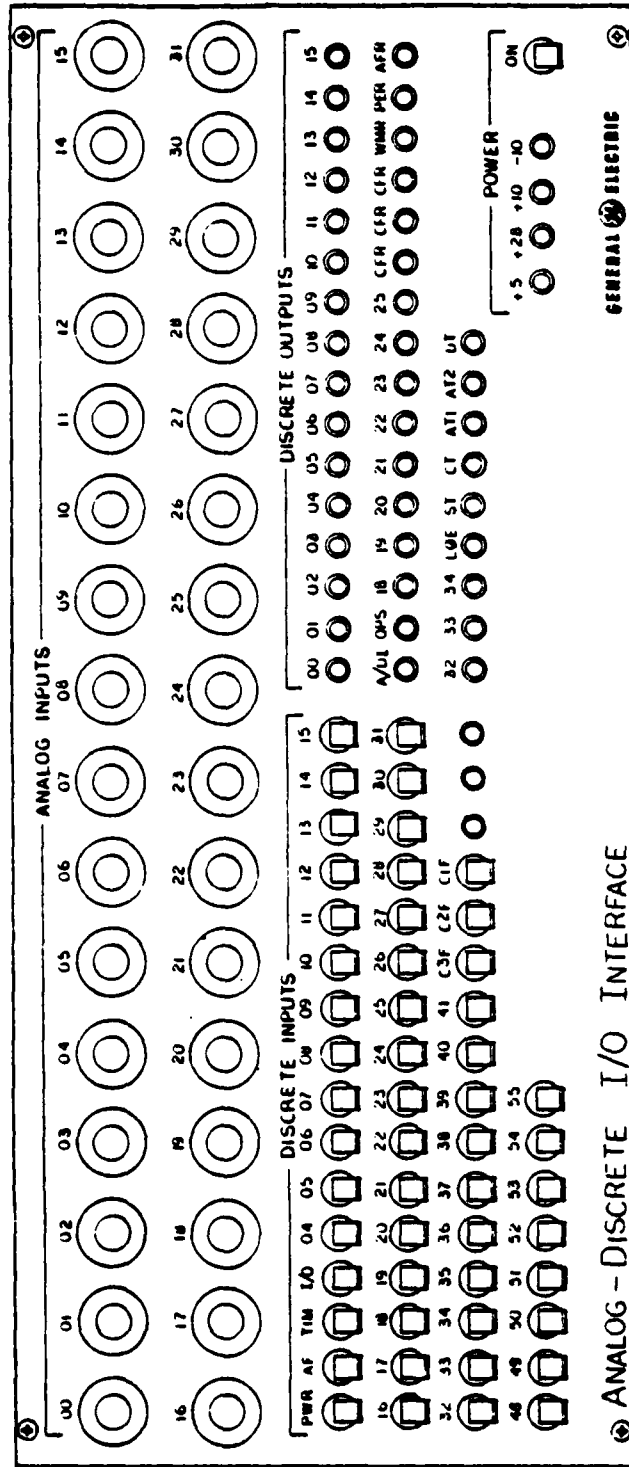 ANALOG INPUTS
00 01 02 03 04 05 06 07 08 09 10 11 12 13 14 15
16 17 18 19 20 21 22 23 24 25 26 27 28 29 30 31
DISCRETE INPUTS
PWR AF TIM I/O 04 05 06 07 08 09 10 11 12 13 14 15
16 17 18 19 20 21 22 23 24 25 26 27 28 29 30 31
32 33 34 35 36 37 38 39 40 41 C3F C2F C1F
48 49 50 51 52 53 54 55
DISCRETE OUTPUTS
00 01 02 03 04 05 06 07 08 09 10 11 12 13 14 15
A/UL OPS 18 19 20 21 22 23 24 25 CFR CFR CFR WMR PER AFR
32 33 34 ST CT AT1 AT2 UT
POWER
+5 +28 +10 -10 ON
GENERAL ELECTRIC
ANALOG - DISCRETE I/O INTERFACE